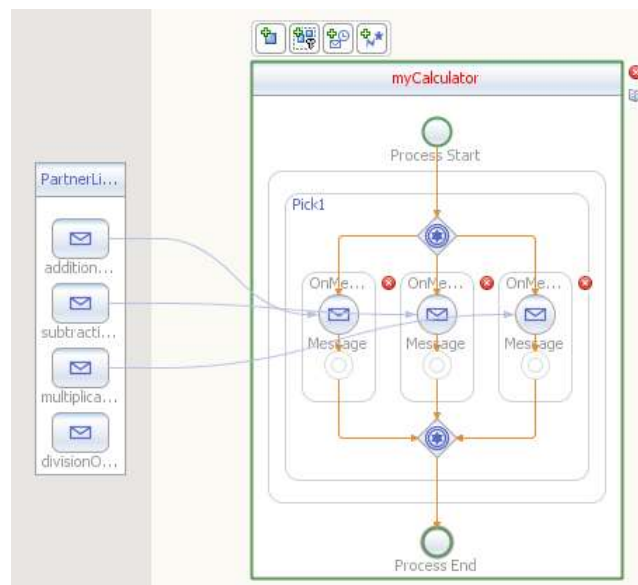 myCalculator
Process Start
PartnerLi...
Pick1
addition...
OnMe... OnMe... OnMe...
subtracti...
Message Message Message
multiplica...
divisionO...
Process End